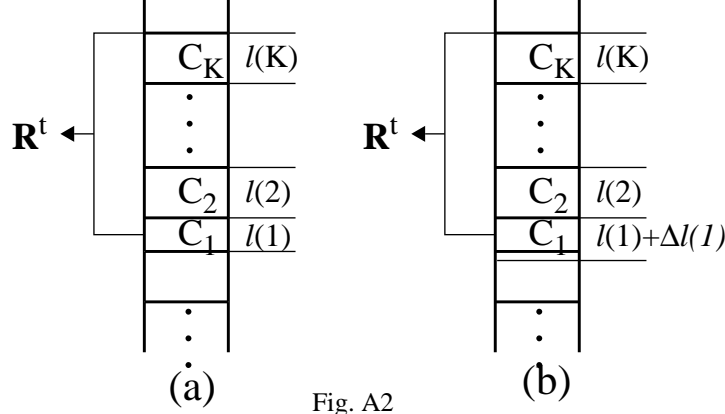 C_K l(K)
R^t
C_2 l(2)
C_1 l(1)
(a)
C_K l(K)
R^t
C_2 l(2)
C_1 l(1)+Δl(1)
(b)
Fig. A2